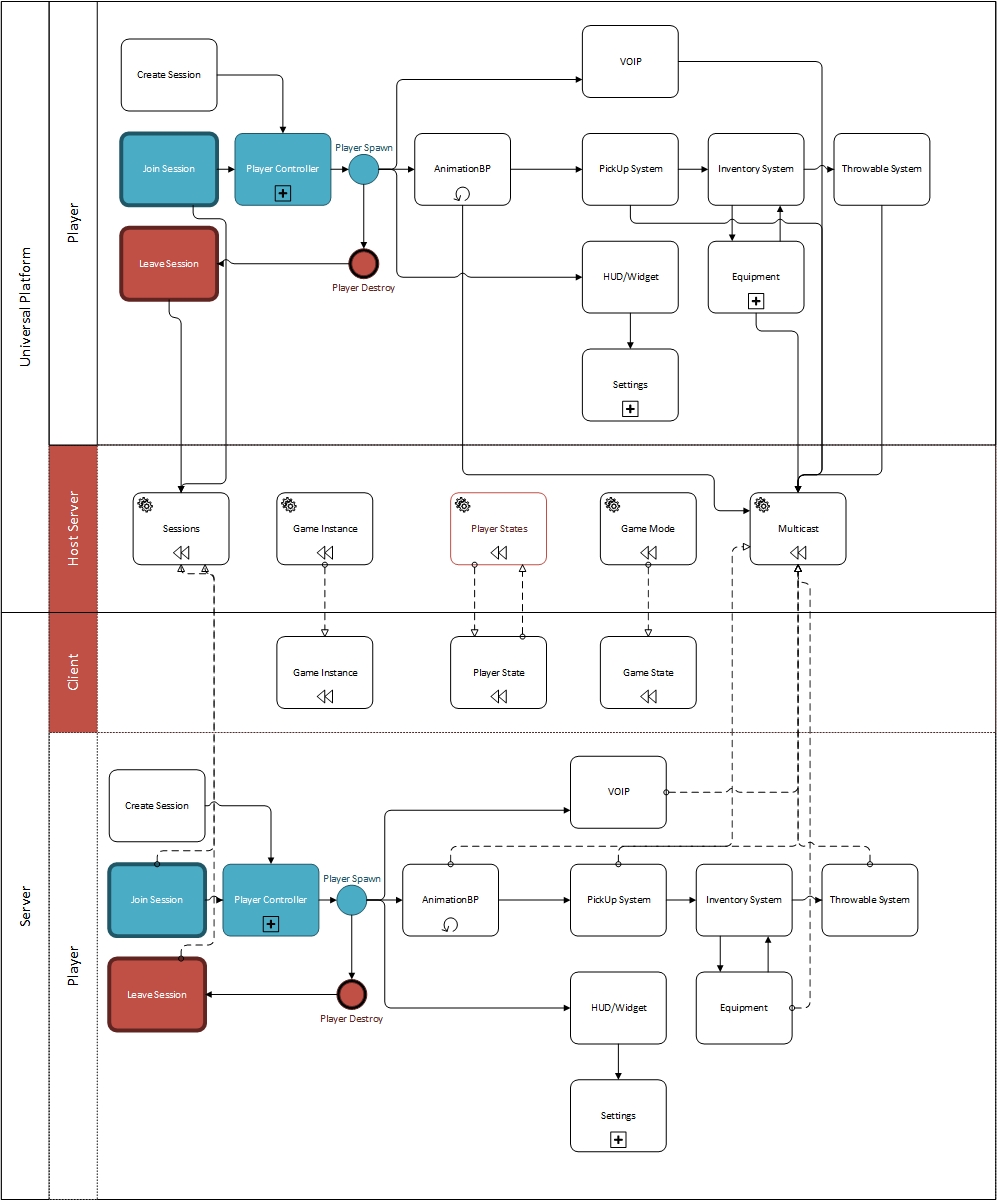 Universal Platform
Player
Create Session
VOIP
Join Session
Player Controller
Player Spawn
AnimationBP
PickUp System
Inventory System
Throwable System
Leave Session
Player Destroy
HUD/Widget
Equipment
Settings
Host Server
Sessions
Game Instance
Player States
Game Mode
Multicast
Client
Game Instance
Player State
Game State
Server
Player
Create Session
VOIP
Join Session
Player Controller
Player Spawn
AnimationBP
PickUp System
Inventory System
Throwable System
Leave Session
Player Destroy
HUD/Widget
Equipment
Settings